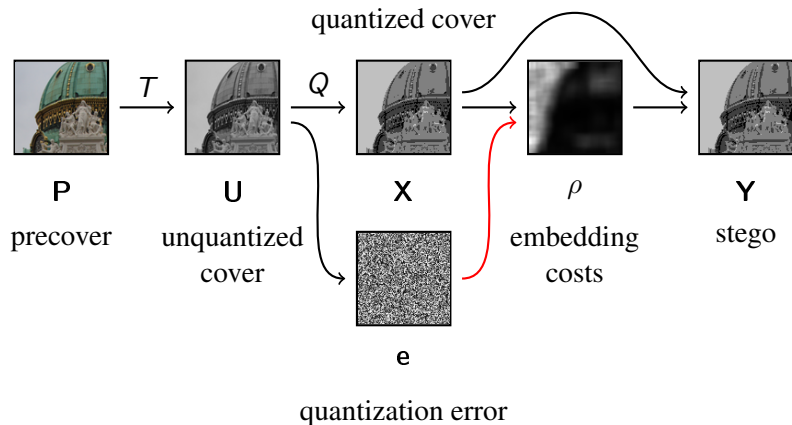 quantized cover
T
Q
P
U
X
ρ
Y
precover
unquantized
cover
embedding
costs
stego
e
quantization error